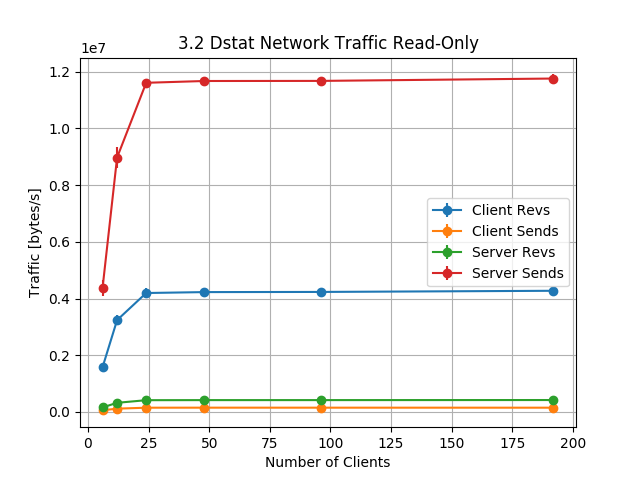 3.2 Dstat Network Traffic Read-Only
1e7
1.2
1.0
0.8
0.6
0.4
0.2
0.0
Traffic [bytes/s]
Client Revs
Client Sends
Server Revs
Server Sends
0 25 50 75 100 125 150 175 200
Number of Clients